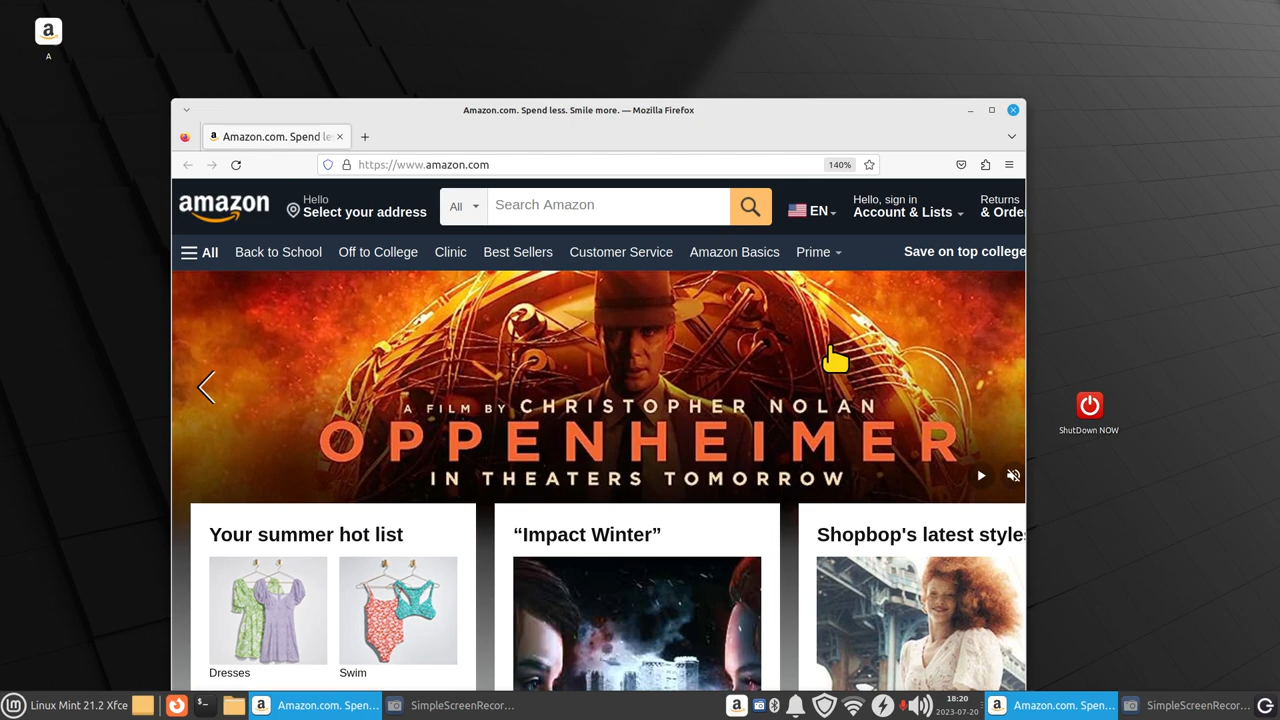 A
Amazon.com. Spend less. Smile more. — Mozilla Firefox
Amazon.com. Spend le
https://www.amazon.com
140%
amazon
Hello
Select your address
All
Search Amazon
EN
Hello, sign in
Account & Lists
Returns
& Orde
All
Back to School
Off to College
Clinic
Best Sellers
Customer Service
Amazon Basics
Prime
Save on top college
A FILM BY CHRISTOPHER NOLAN
OPPENHEIMER
IN THEATERS TOMORROW
ShutDown NOW
Your summer hot list
“Impact Winter”
Shopbop's latest styles
Dresses
Swim
Linux Mint 21.2 Xfce
Amazon.com. Spen...
SimpleScreenRecor...
18:20
2023-07-20
Amazon.com. Spen...
SimpleScreenRecor...